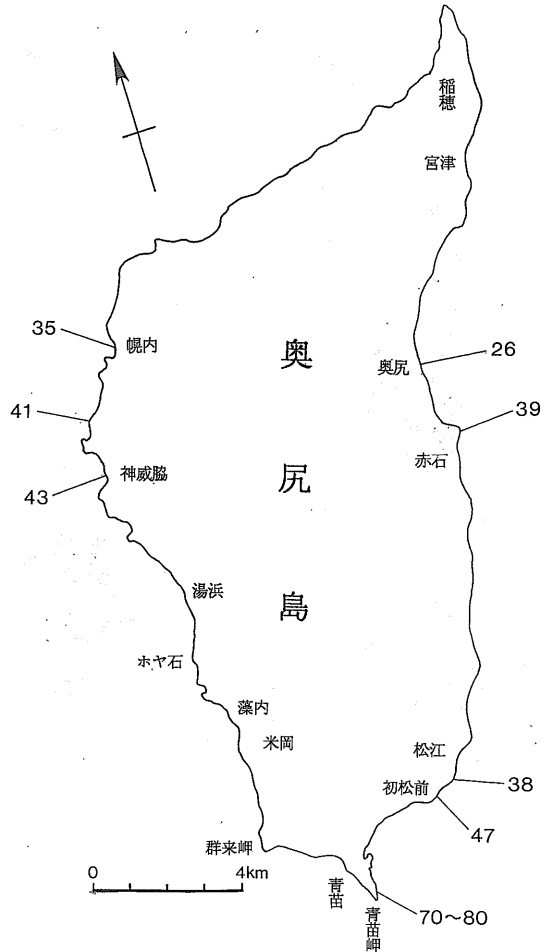 稲穂
宮津
35
幌内
奥尻島
奥尻
26
39
41
赤石
神威脇
43
湯浜
ホヤ石
藻内
米岡
松江
初松前
38
47
群来岬
0 4km
青苗
青苗岬
70～80